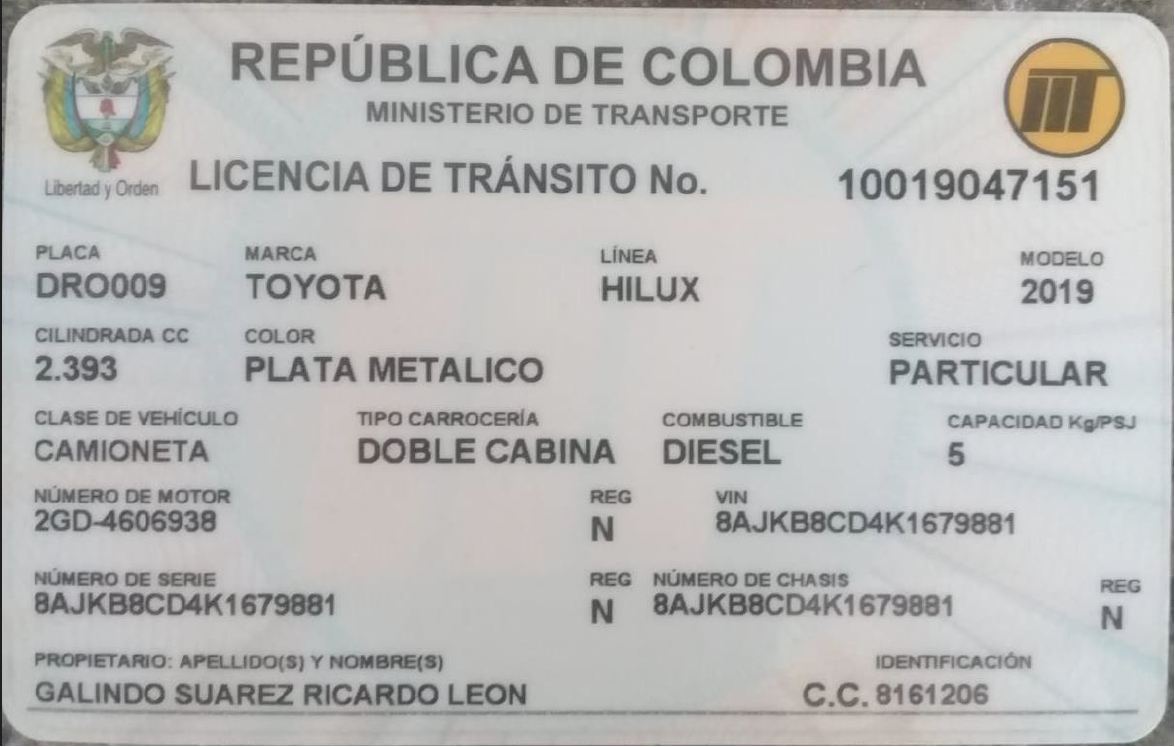 REPÚBLICA DE COLOMBIA
MINISTERIO DE TRANSPORTE
Libertad y Orden
LICENCIA DE TRÁNSITO No. 10019047151
PLACA MARCA LÍNEA MODELO
DRO009 TOYOTA HILUX 2019
CILINDRADA CC COLOR SERVICIO
2.393 PLATA METALICO PARTICULAR
CLASE DE VEHÍCULO TIPO CARROCERÍA COMBUSTIBLE CAPACIDAD Kg/PSJ
CAMIONETA DOBLE CABINA DIESEL 5
NÚMERO DE MOTOR REG VIN
2GD-4606938 N 8AJKB8CD4K1679881
NÚMERO DE SERIE REG NÚMERO DE CHASIS REG
8AJKB8CD4K1679881 N 8AJKB8CD4K1679881 N
PROPIETARIO: APELLIDO(S) Y NOMBRE(S) IDENTIFICACIÓN
GALINDO SUAREZ RICARDO LEON C.C. 8161206